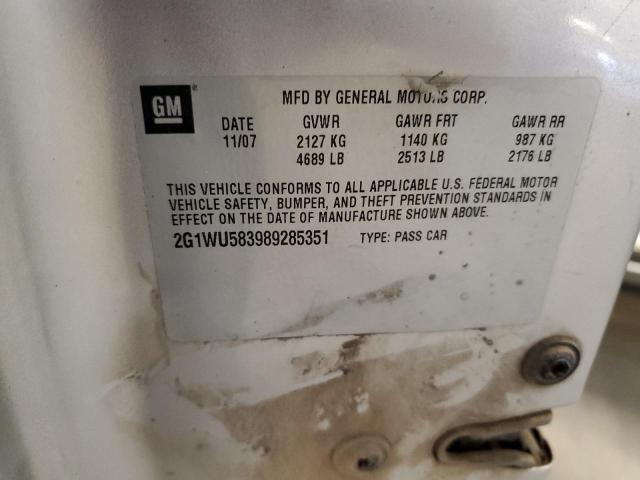 GM
MFD BY GENERAL MOTORS CORP.
DATE GVWR GAWR FRT GAWR RR
11/07 2127 KG 1140 KG 987 KG
4689 LB 2513 LB 2176 LB
THIS VEHICLE CONFORMS TO ALL APPLICABLE U.S. FEDERAL MOTOR
VEHICLE SAFETY, BUMPER, AND THEFT PREVENTION STANDARDS IN
EFFECT ON THE DATE OF MANUFACTURE SHOWN ABOVE.
2G1WU583989285351 TYPE: PASS CAR